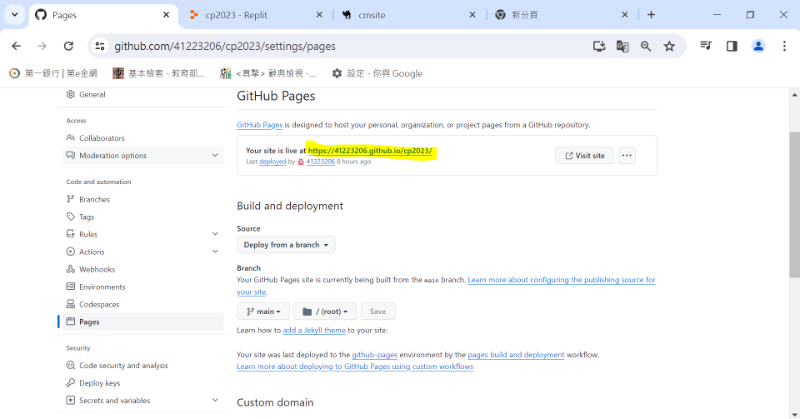 Pages
cp2023 - Replit
cmsite
新分頁
github.com/41223206/cp2023/settings/pages
第一銀行 | 第e金網
基本檢索 - 教育部...
<真摯> 辭典檢視 -...
設定 - 你與 Google
General
Access
Collaborators
Moderation options
Code and automation
Branches
Tags
Rules
Actions
Webhooks
Environments
Codespaces
Pages
Security
Code security and analysis
Deploy keys
Secrets and variables
GitHub Pages
GitHub Pages is designed to host your personal, organization, or project pages from a GitHub repository.
Your site is live at https://41223206.github.io/cp2023/
Last deployed by 41223206 8 hours ago
Visit site
Build and deployment
Source
Deploy from a branch
Branch
Your GitHub Pages site is currently being built from the main branch. Learn more about configuring the publishing source for
your site.
main
/ (root)
Save
Learn how to add a Jekyll theme to your site.
Your site was last deployed to the github-pages environment by the pages build and deployment workflow.
Learn more about deploying to GitHub Pages using custom workflows
Custom domain